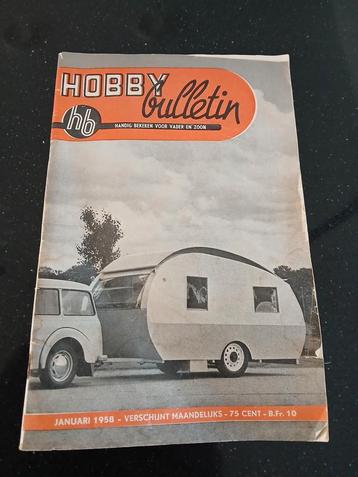 HOBBY
bulletin
hb
HANDIG BEKEKEN VOOR VADER EN ZOON
JANUARI 1958 - VERSCHIJNT MAANDELIJKS - 75 CENT - B.Fr. 10